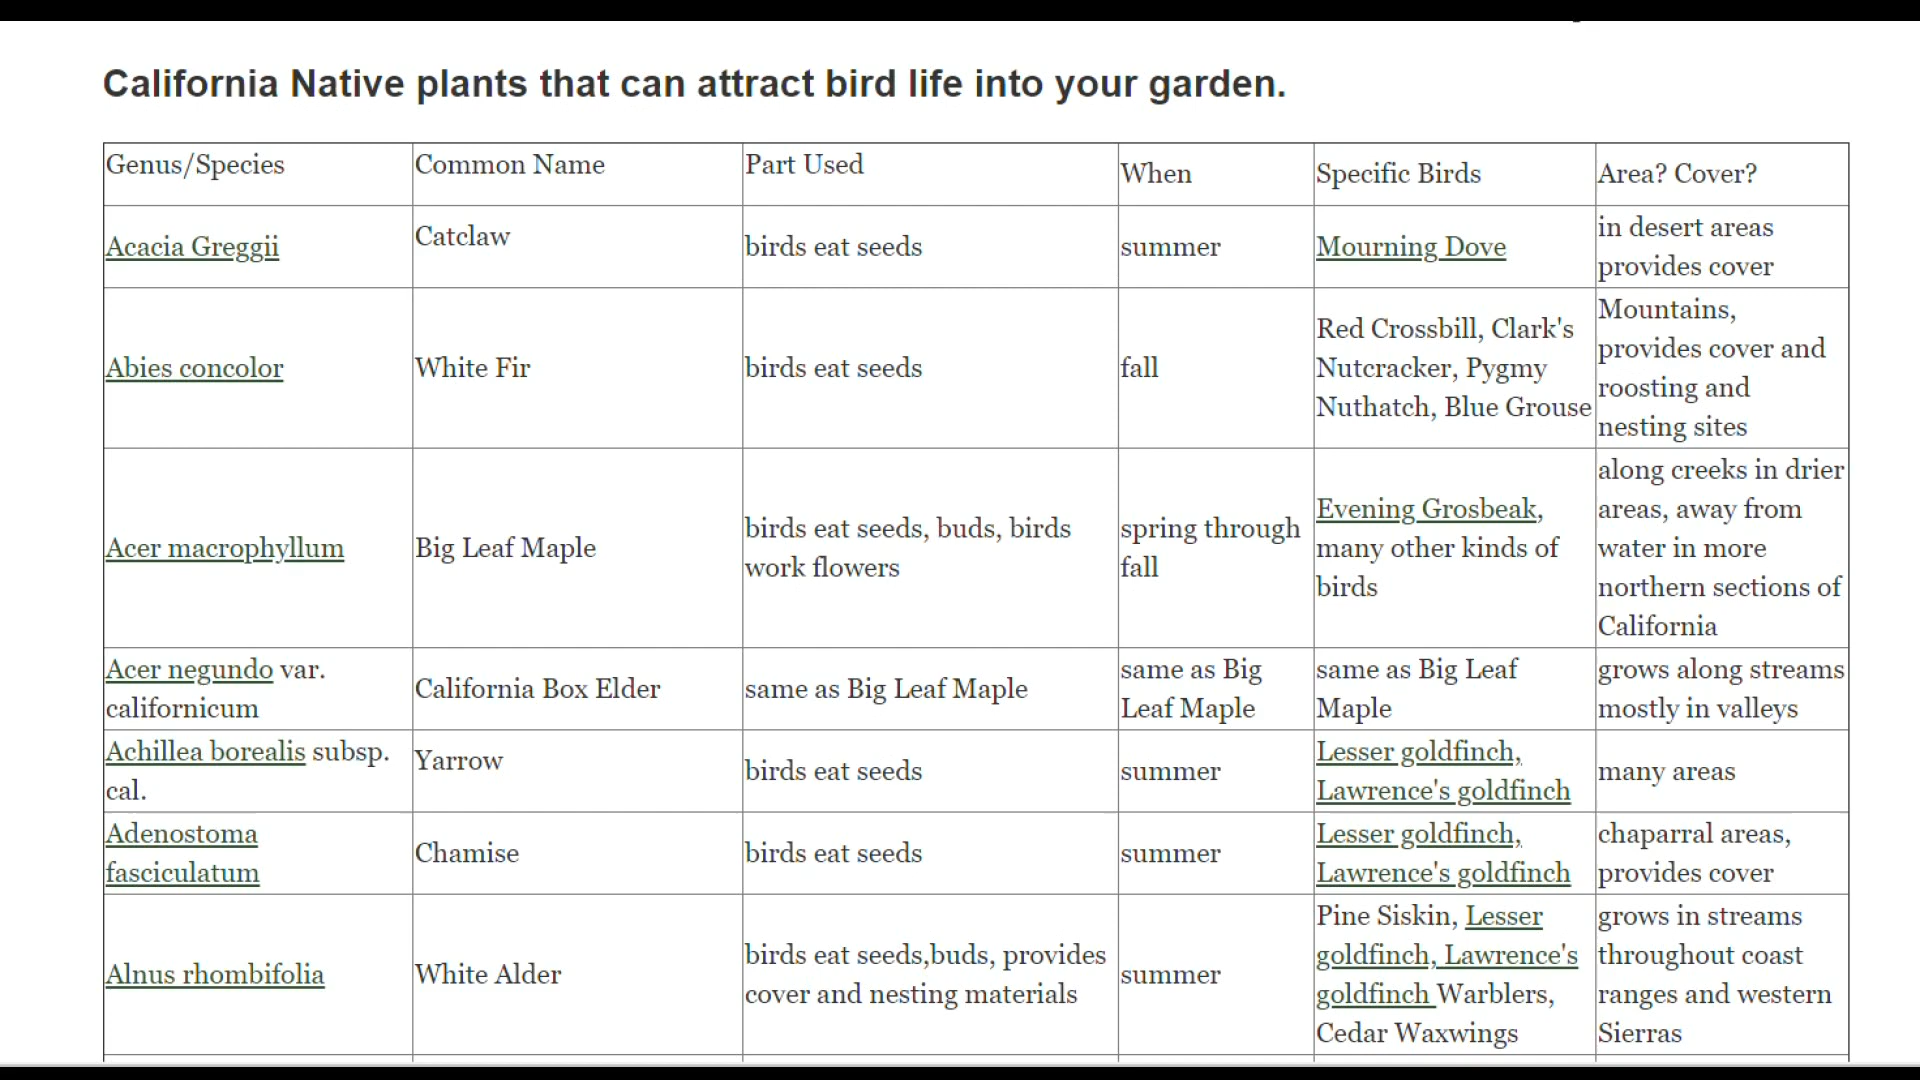 California Native plants that can attract bird life into your garden.
Genus/Species Common Name Part Used When Specific Birds Area? Cover?
Acacia Greggii Catclaw birds eat seeds summer Mourning Dove in desert areas
provides cover
Abies concolor White Fir birds eat seeds fall Red Crossbill, Clark's
Nutcracker, Pygmy
Nuthatch, Blue Grouse
Mountains,
provides cover and
roosting and
nesting sites
Acer macrophyllum Big Leaf Maple birds eat seeds, buds, birds
work flowers
spring through
fall
Evening Grosbeak,
many other kinds of
birds
along creeks in drier
areas, away from
water in more
northern sections of
California
Acer negundo var.
californicum
California Box Elder same as Big Leaf Maple same as Big
Leaf Maple
same as Big Leaf
Maple
grows along streams
mostly in valleys
Achillea borealis subsp.
cal.
Yarrow birds eat seeds summer Lesser goldfinch,
Lawrence's goldfinch
many areas
Adenostoma
fasciculatum
Chamise birds eat seeds summer Lesser goldfinch,
Lawrence's goldfinch
chaparral areas,
provides cover
Alnus rhombifolia White Alder birds eat seeds,buds, provides
cover and nesting materials
summer
Pine Siskin, Lesser
goldfinch, Lawrence's
goldfinch Warblers,
Cedar Waxwings
grows in streams
throughout coast
ranges and western
Sierras